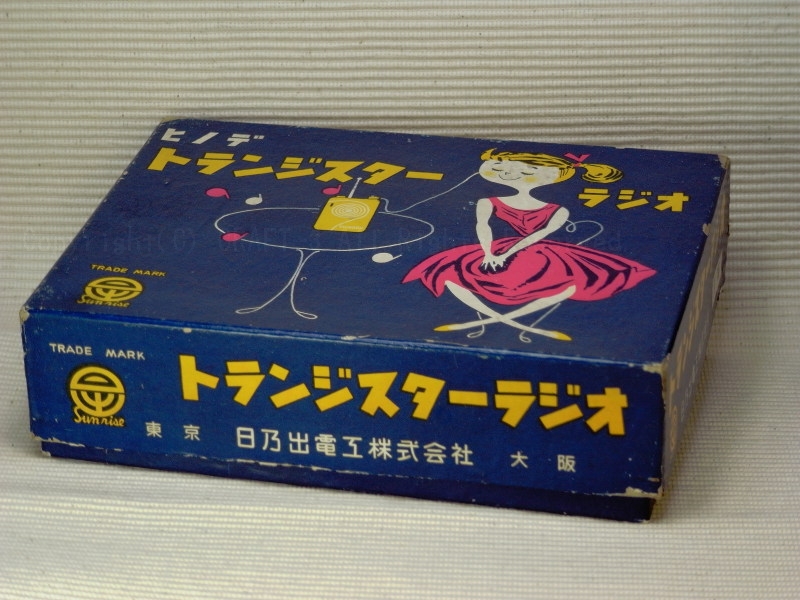 ヒノデ
トランジスター
ラジオ
TRADE MARK
Sunrise
TRADE MARK
Sunrise
トランジスターラジオ
東京 日乃出電工株式会社 大阪